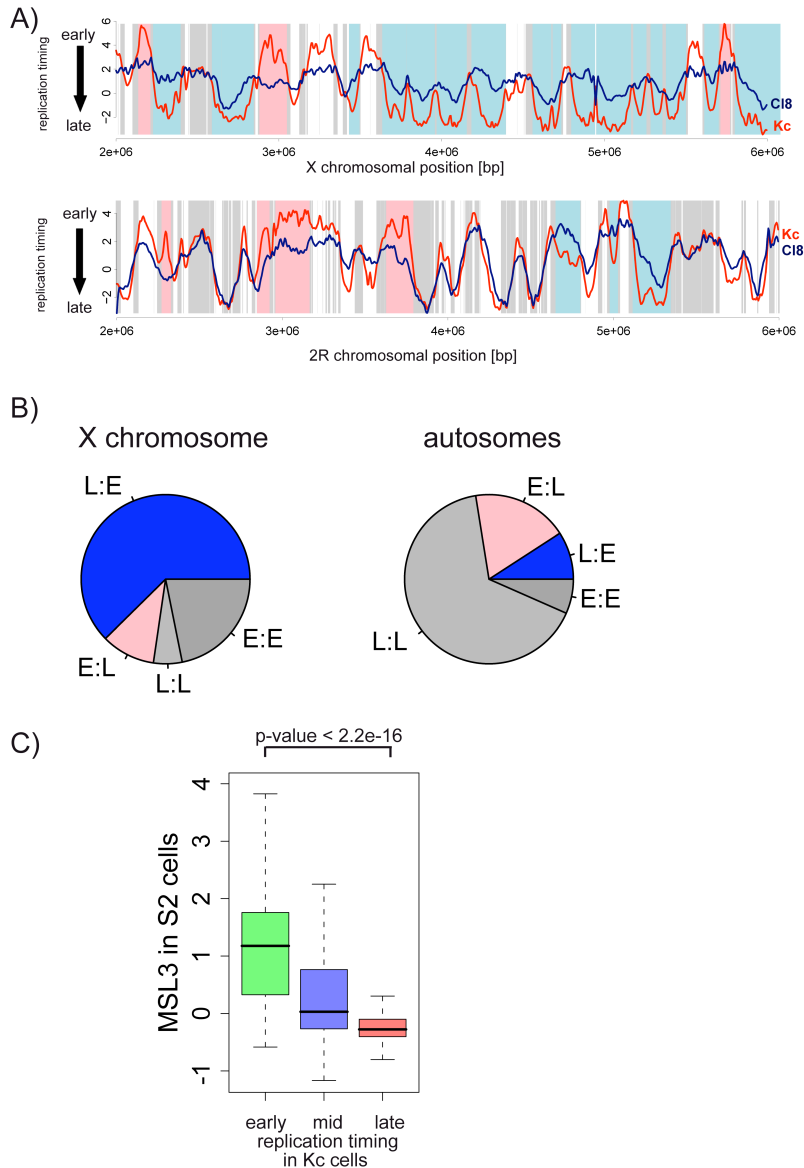 A)
early
replication timing
late
6
4
2
0
-2
Cl8
Kc
2e+06
3e+06
4e+06
5e+06
6e+06
X chromosomal position [bp]
early
replication timing
late
4
2
0
-2
Kc
Cl8
2e+06
3e+06
4e+06
5e+06
6e+06
2R chromosomal position [bp]
B)
X chromosome
autosomes
L:E
E:L
L:L
E:E
E:L
L:E
E:E
L:L
C)
p-value < 2.2e-16
MSL3 in S2 cells
4
3
2
1
0
-1
early
mid
late
replication timing
in Kc cells